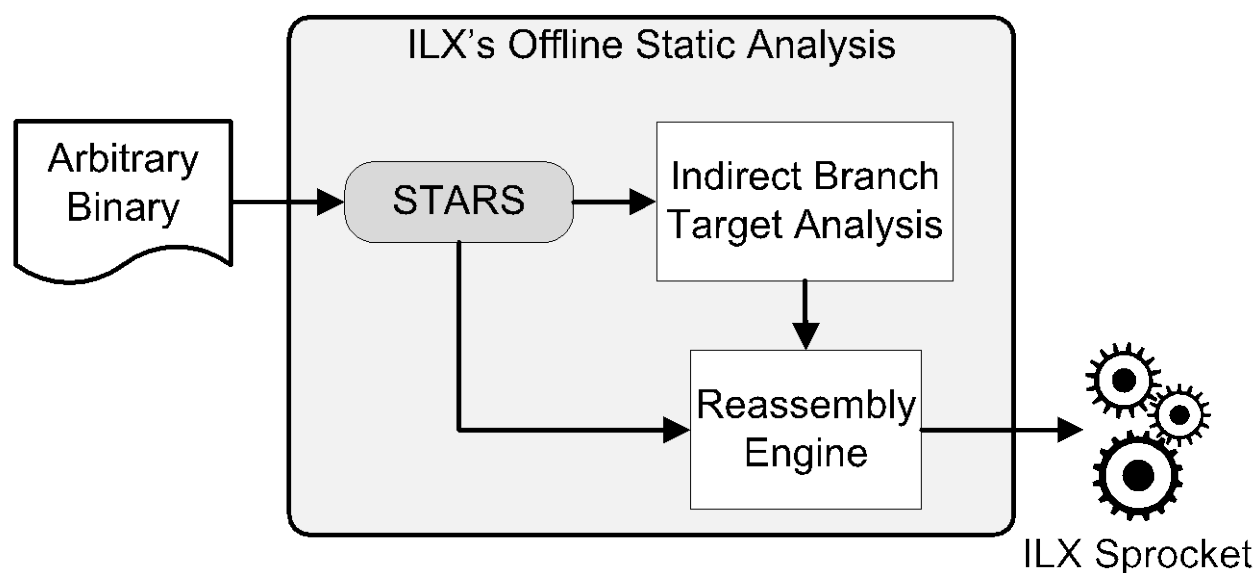 ILX's Offline Static Analysis
Arbitrary
Binary
STARS
Indirect Branch
Target Analysis
Reassembly
Engine
ILX Sprocket